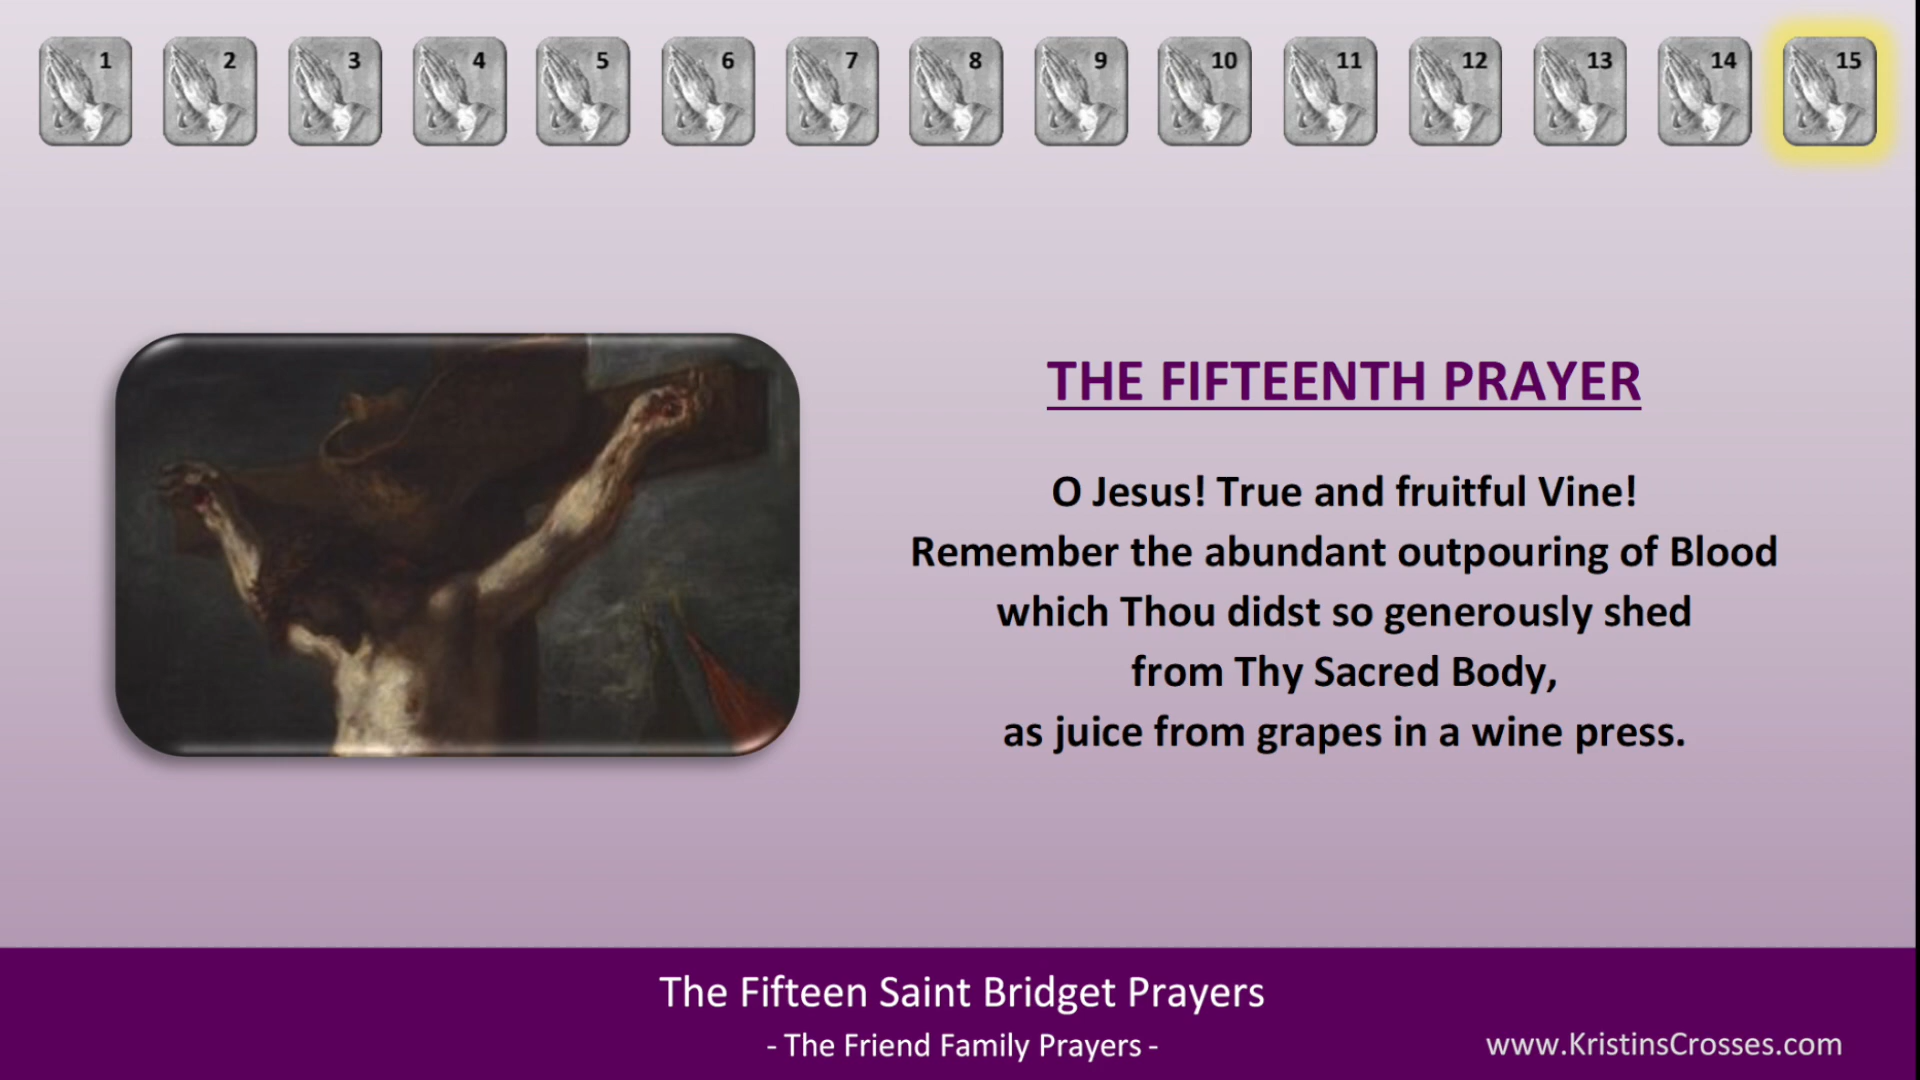 1 2 3 4 5 6 7 8 9 10 11 12 13 14 15
THE FIFTEENTH PRAYER
O Jesus! True and fruitful Vine!
Remember the abundant outpouring of Blood
which Thou didst so generously shed
from Thy Sacred Body,
as juice from grapes in a wine press.
The Fifteen Saint Bridget Prayers
- The Friend Family Prayers -
www.KristinsCrosses.com